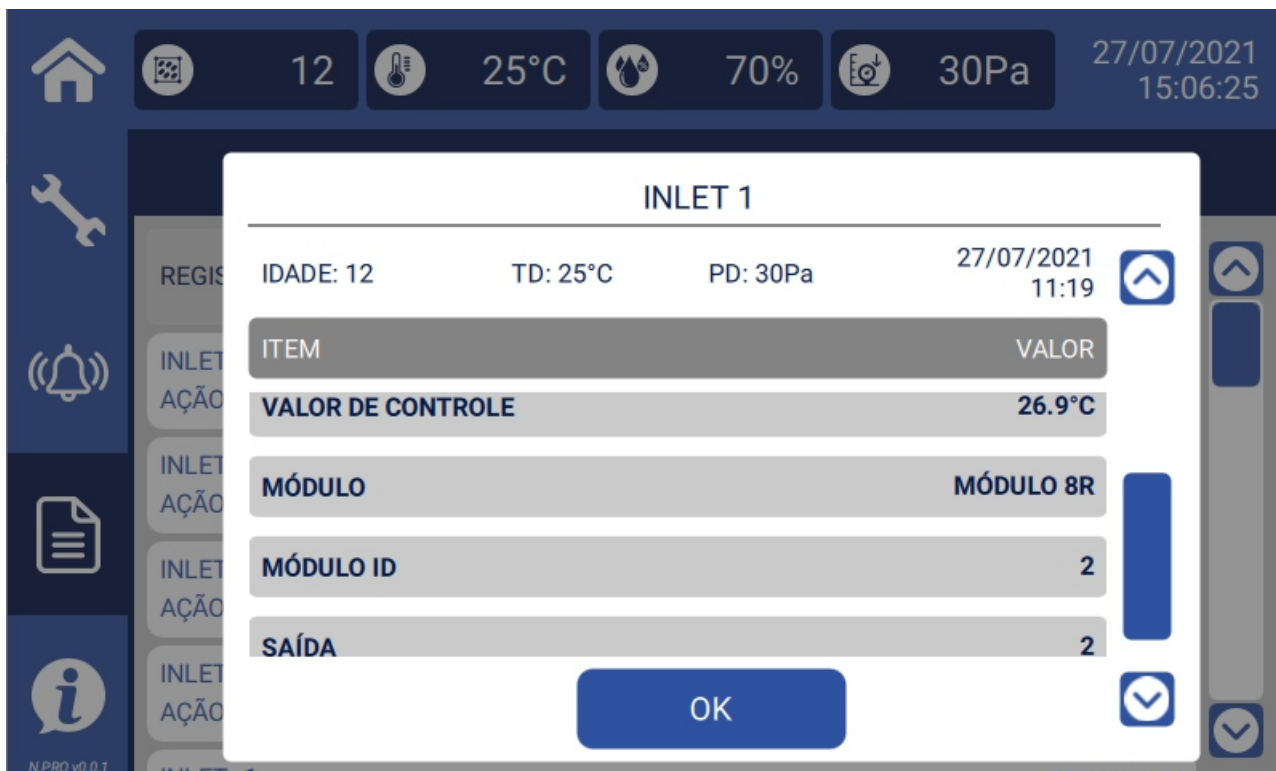 12
25°C
70%
30Pa
27/07/2021
15:06:25
INLET 1
IDADE: 12
TD: 25°C
PD: 30Pa
27/07/2021
11:19
ITEM
VALOR
VALOR DE CONTROLE
26.9°C
MÓDULO
MÓDULO 8R
MÓDULO ID
2
SAÍDA
2
OK
REGIS
INLET
AÇÃO
INLET
AÇÃO
INLET
AÇÃO
INLET
AÇÃO
N.PRO v0.0.1